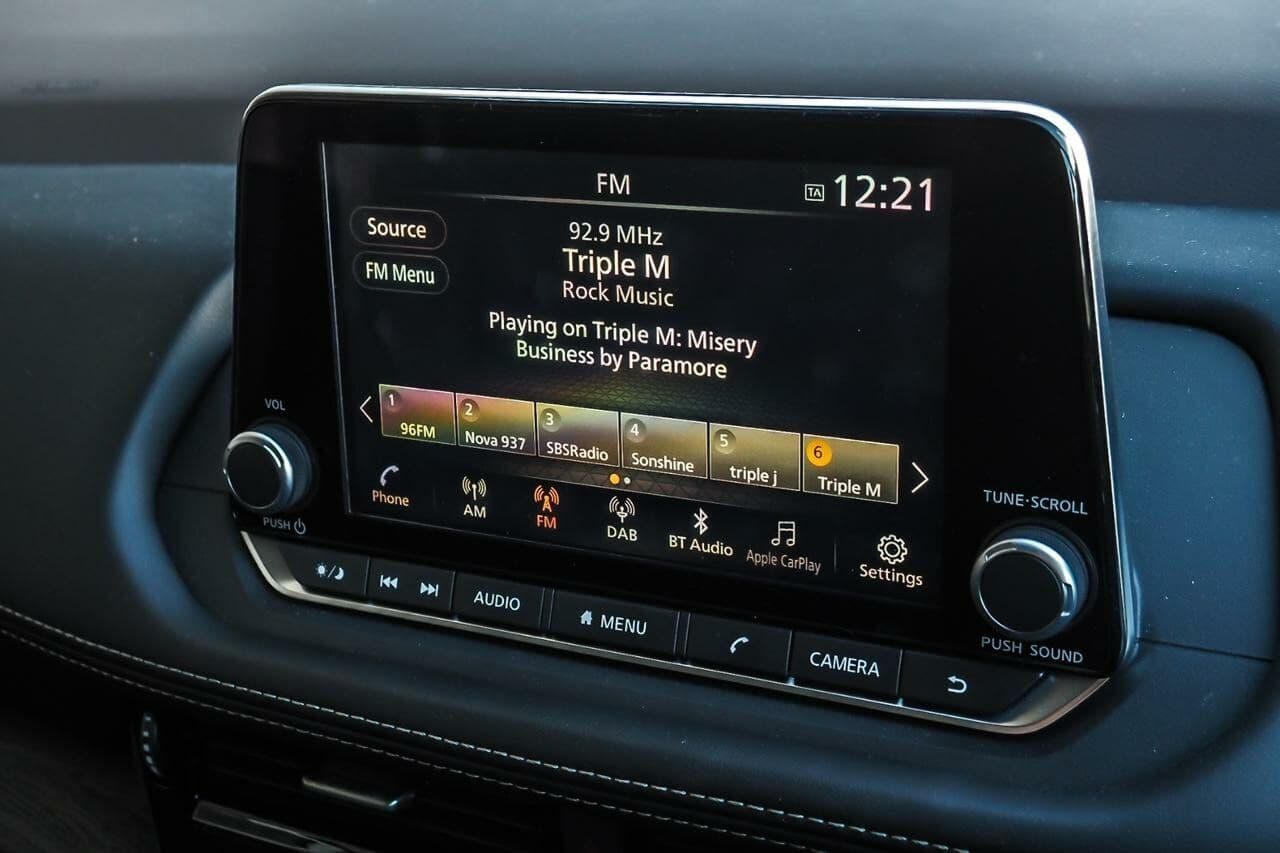 FM
TA 12:21
Source
FM Menu
92.9 MHz
Triple M
Rock Music
Playing on Triple M: Misery
Business by Paramore
1 96FM
2 Nova 937
3 SBSRadio
4 Sonshine
5 triple j
6 Triple M
Phone
AM
FM
DAB
BT Audio
Apple CarPlay
Settings
VOL
PUSH
TUNE·SCROLL
PUSH SOUND
AUDIO
MENU
CAMERA